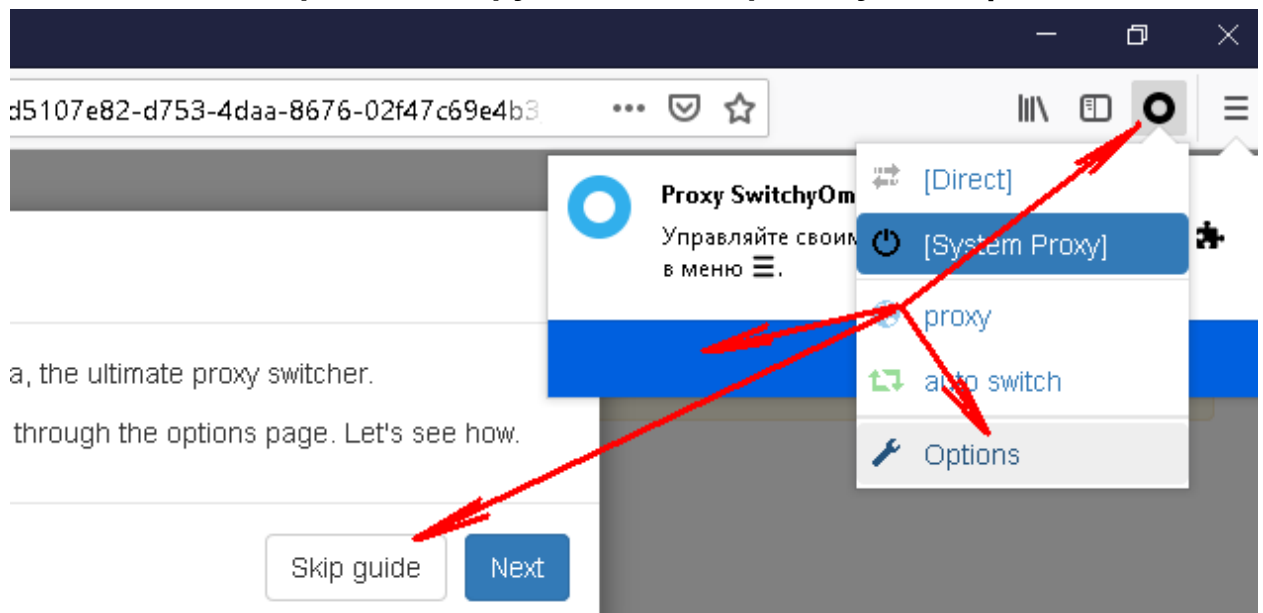 d5107e82-d753-4daa-8676-02f47c69e4b3
Proxy SwitchyOm
Управляйте своим
в меню ☰.
[Direct]
[System Proxy]
proxy
auto switch
Options
a, the ultimate proxy switcher.
through the options page. Let's see how.
Skip guide
Next